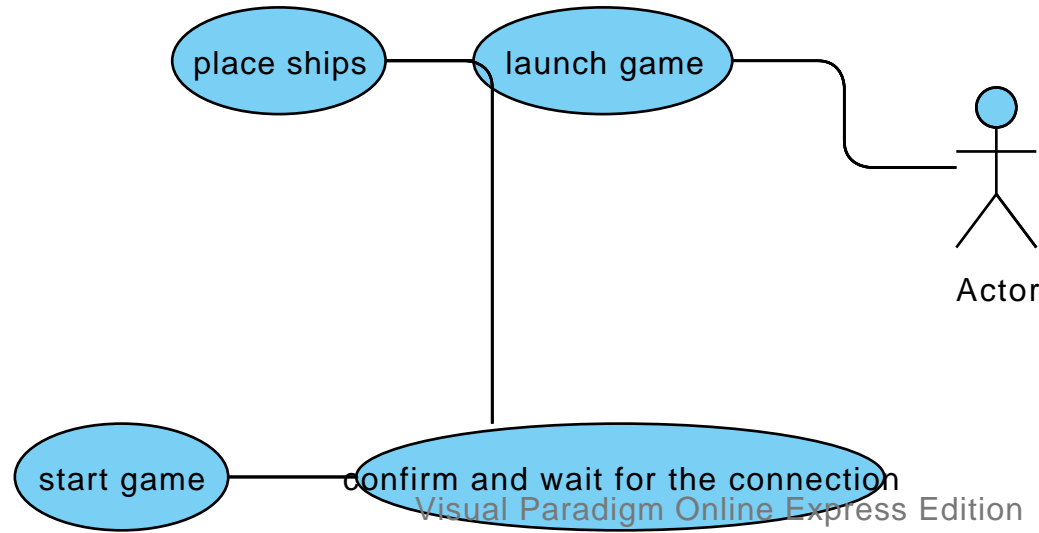 place ships
launch game
Actor
start game
confirm and wait for the connection
Visual Paradigm Online Express Edition